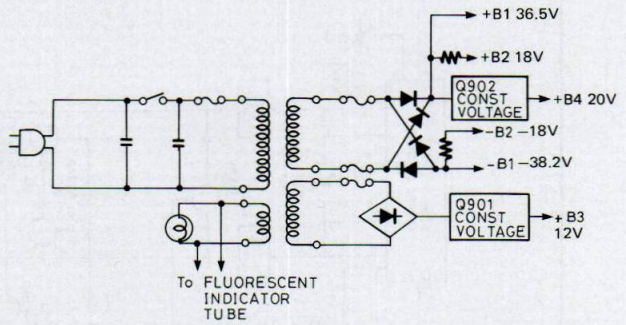 +B1 36.5V
+B2 18V
Q902
CONST
VOLTAGE
+B4 20V
-B2 -18V
-B1-38.2V
Q901
CONST
VOLTAGE
+ B3
12V
To FLUORESCENT
INDICATOR
TUBE